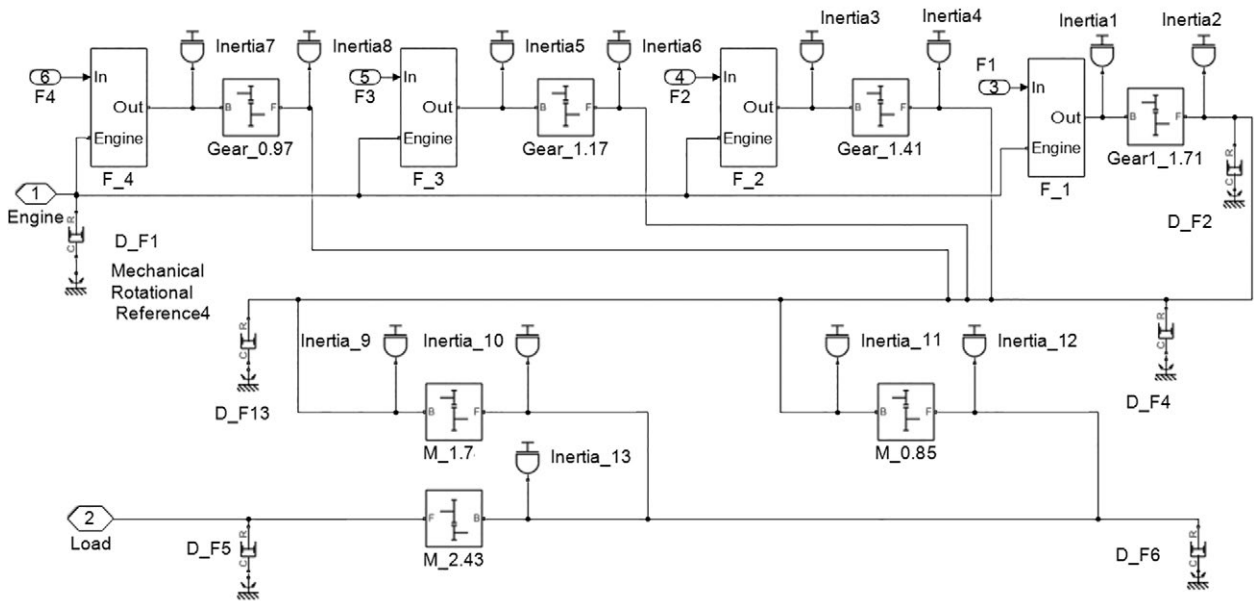 Inertia7
Inertia8
Inertia5
Inertia6
Inertia3
Inertia4
Inertia1
Inertia2
6
F4
In
Out
Engine
F_4
B
F
Gear_0.97
5
F3
In
Out
Engine
F_3
B
F
Gear_1.17
4
F2
In
Out
Engine
F_2
B
F
Gear_1.41
F1
3
In
Out
Engine
F_1
B
F
Gear1_1.71
1
Engine
R
C
D_F1
Mechanical
Rotational
Reference4
R
C
D_F2
R
C
D_F13
Inertia_9
Inertia_10
B
F
M_1.7
Inertia_11
Inertia_12
B
F
M_0.85
R
C
D_F4
Inertia_13
2
Load
F
B
M_2.43
R
C
D_F5
R
C
D_F6